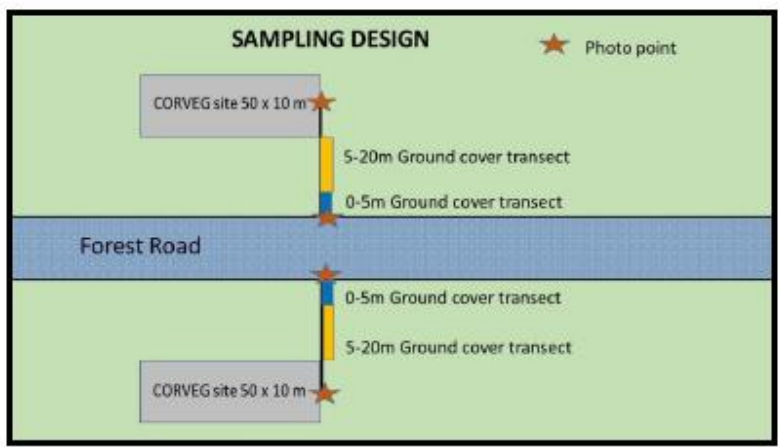 SAMPLING DESIGN
Photo point
CORVEG site 50 x 10 m
5-20m Ground cover transect
0-5m Ground cover transect
Forest Road
0-5m Ground cover transect
5-20m Ground cover transect
CORVEG site 50 x 10 m